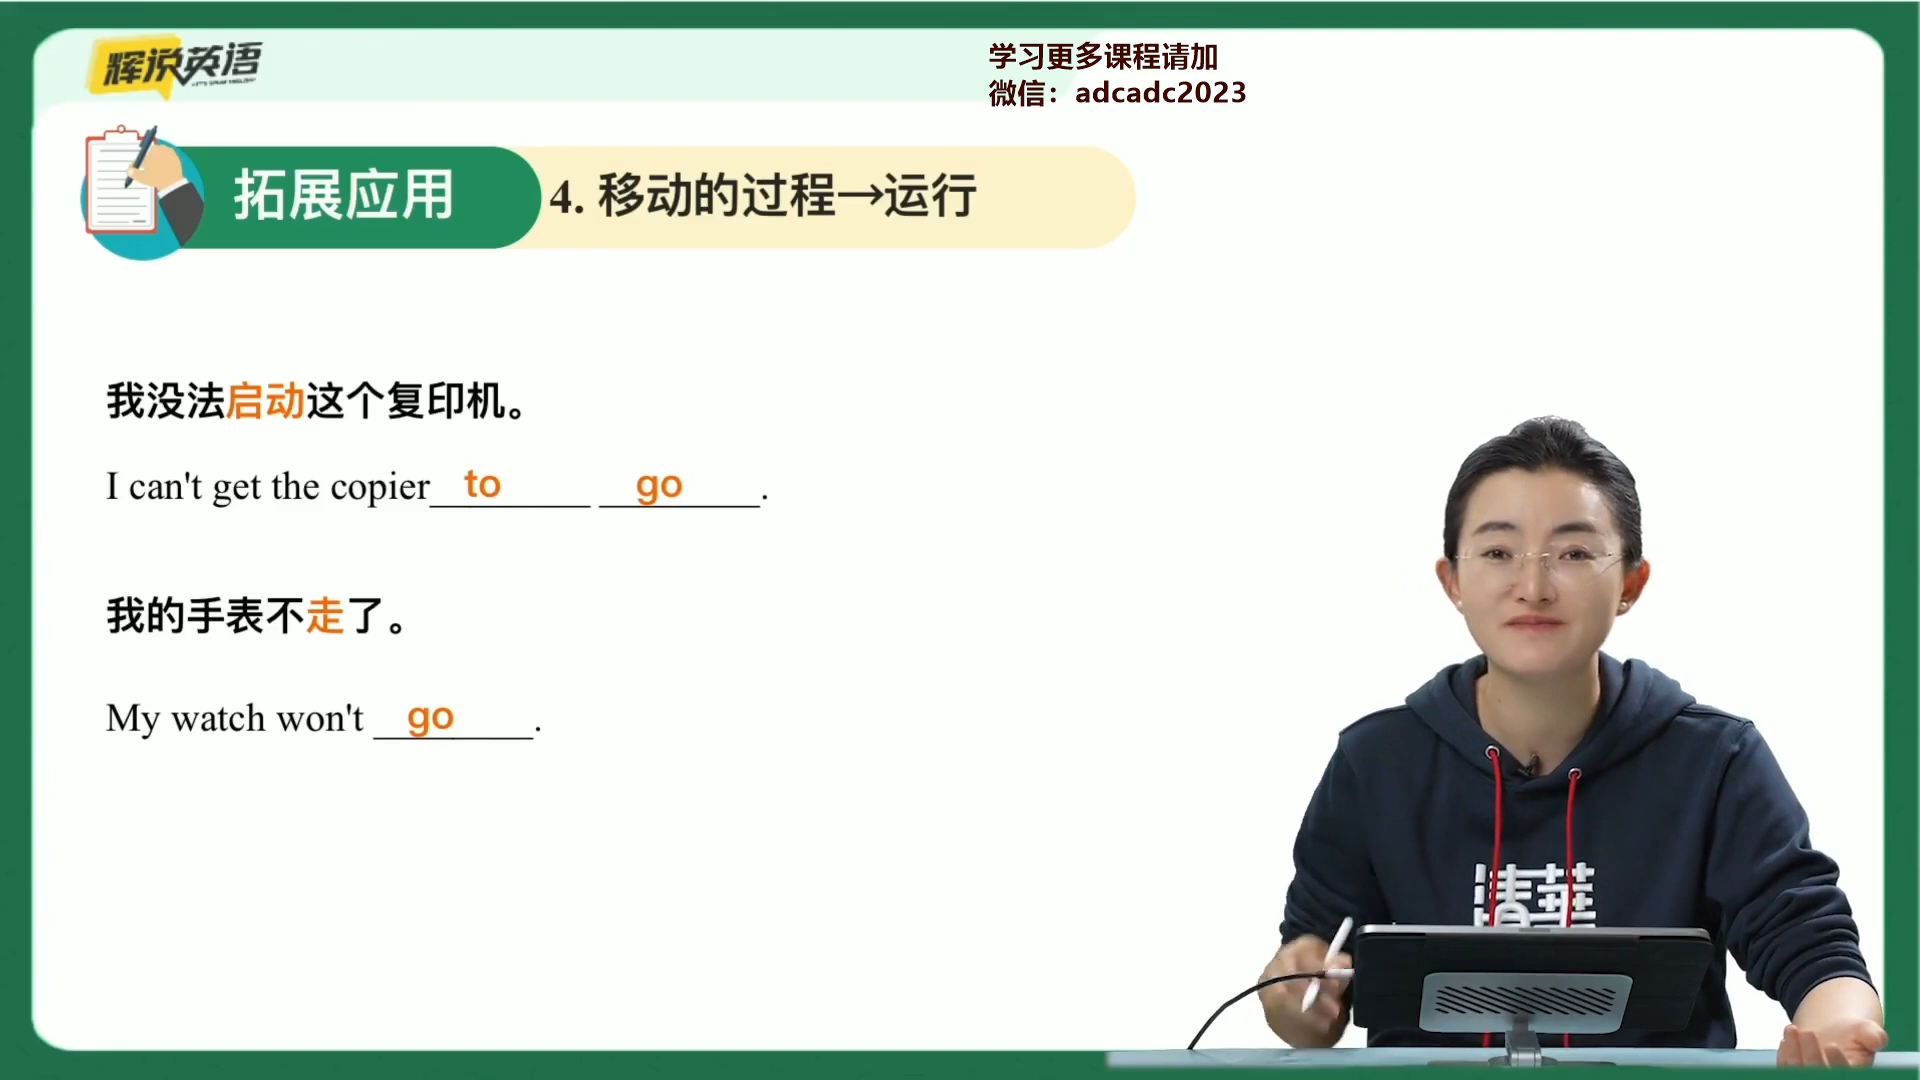 辉说英语
学习更多课程请加
微信：adcadc2023
拓展应用
4. 移动的过程→运行
我没法启动这个复印机。
I can't get the copier to go.
我的手表不走了。
My watch won't go.
清華